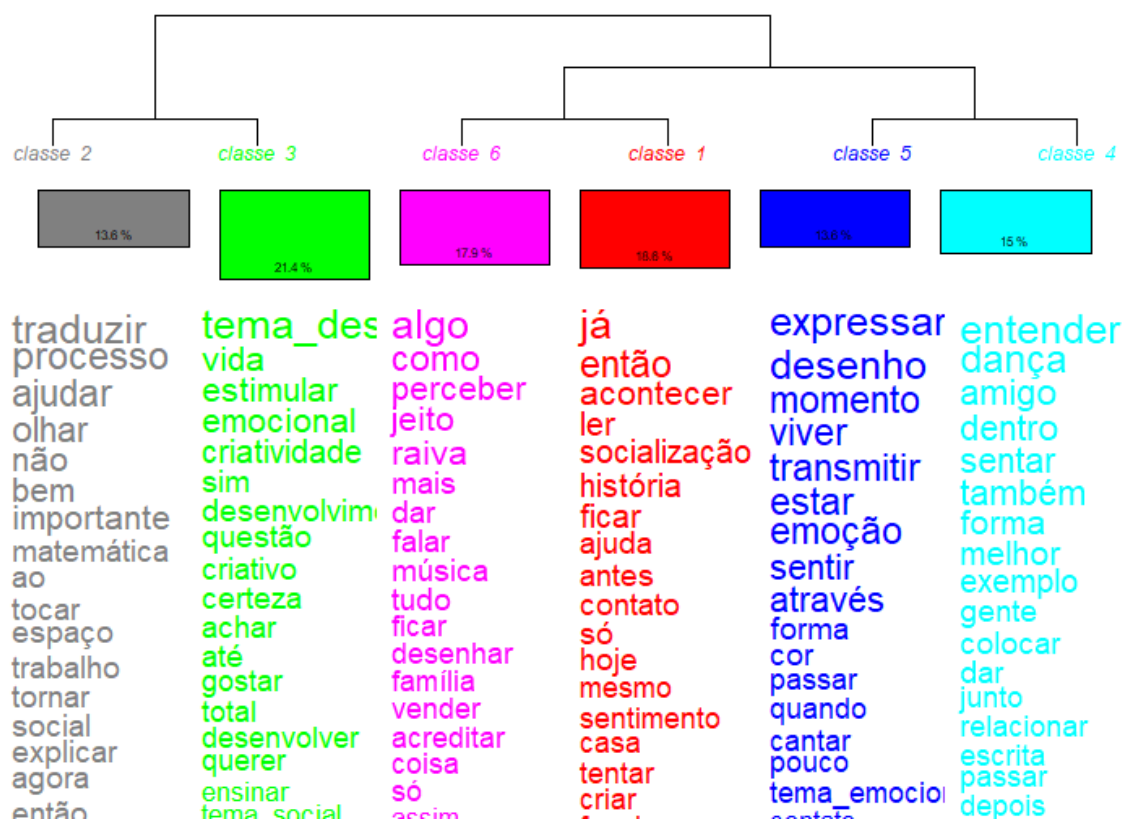 classe 2
classe 3
classe 6
classe 1
classe 5
classe 4
13.6 %
21.4 %
17.9 %
18.6 %
13.6 %
15 %
traduzir
processo
ajudar
olhar
não
bem
importante
matemática
ao
tocar
espaço
trabalho
tornar
social
explicar
agora
então
tema_des
vida
estimular
emocional
criatividade
sim
desenvolvim
questão
criativo
certeza
achar
até
gostar
total
desenvolver
querer
ensinar
tema_social
algo
como
perceber
jeito
raiva
mais
dar
falar
música
tudo
ficar
desenhar
família
vender
acreditar
coisa
só
assim
já
então
acontecer
ler
socialização
história
ficar
ajuda
antes
contato
só
hoje
mesmo
sentimento
casa
tentar
criar
expressar
desenho
momento
viver
transmitir
estar
emoção
sentir
através
forma
cor
passar
quando
cantar
pouco
tema_emocio
contato
entender
dança
amigo
dentro
sentar
também
forma
melhor
exemplo
gente
colocar
dar
junto
relacionar
escrita
passar
depois